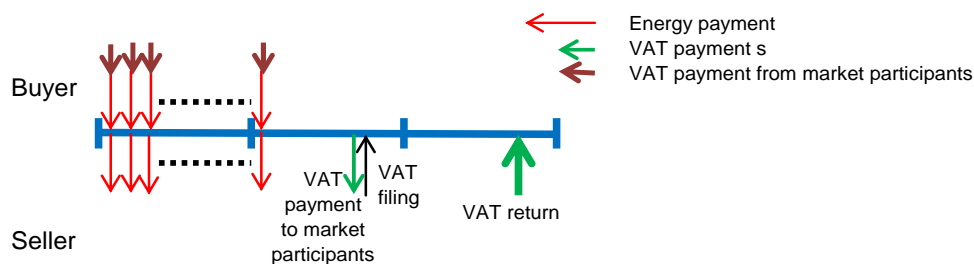 Energy payment
VAT payment s
VAT payment from market participants
Buyer
VAT
payment
to market
participants
VAT
filing
VAT return
Seller